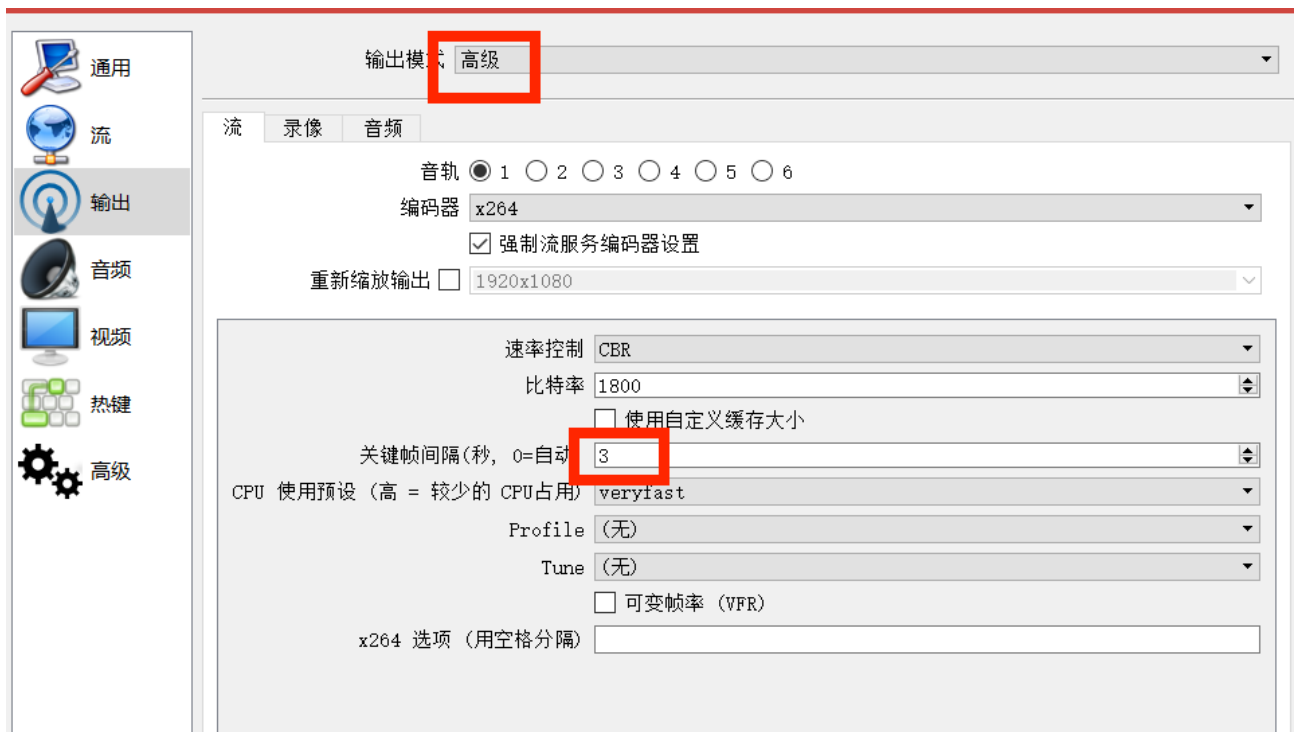 通用
流
输出
音频
视频
热键
高级
输出模式 高级
流 录像 音频
音轨 1 2 3 4 5 6
编码器 x264
强制流服务编码器设置
重新缩放输出 1920x1080
速率控制 CBR
比特率 1800
使用自定义缓存大小
关键帧间隔(秒, 0=自动 3
CPU 使用预设 (高 = 较少的 CPU占用) veryfast
Profile (无)
Tune (无)
可变帧率 (VFR)
x264 选项 (用空格分隔)